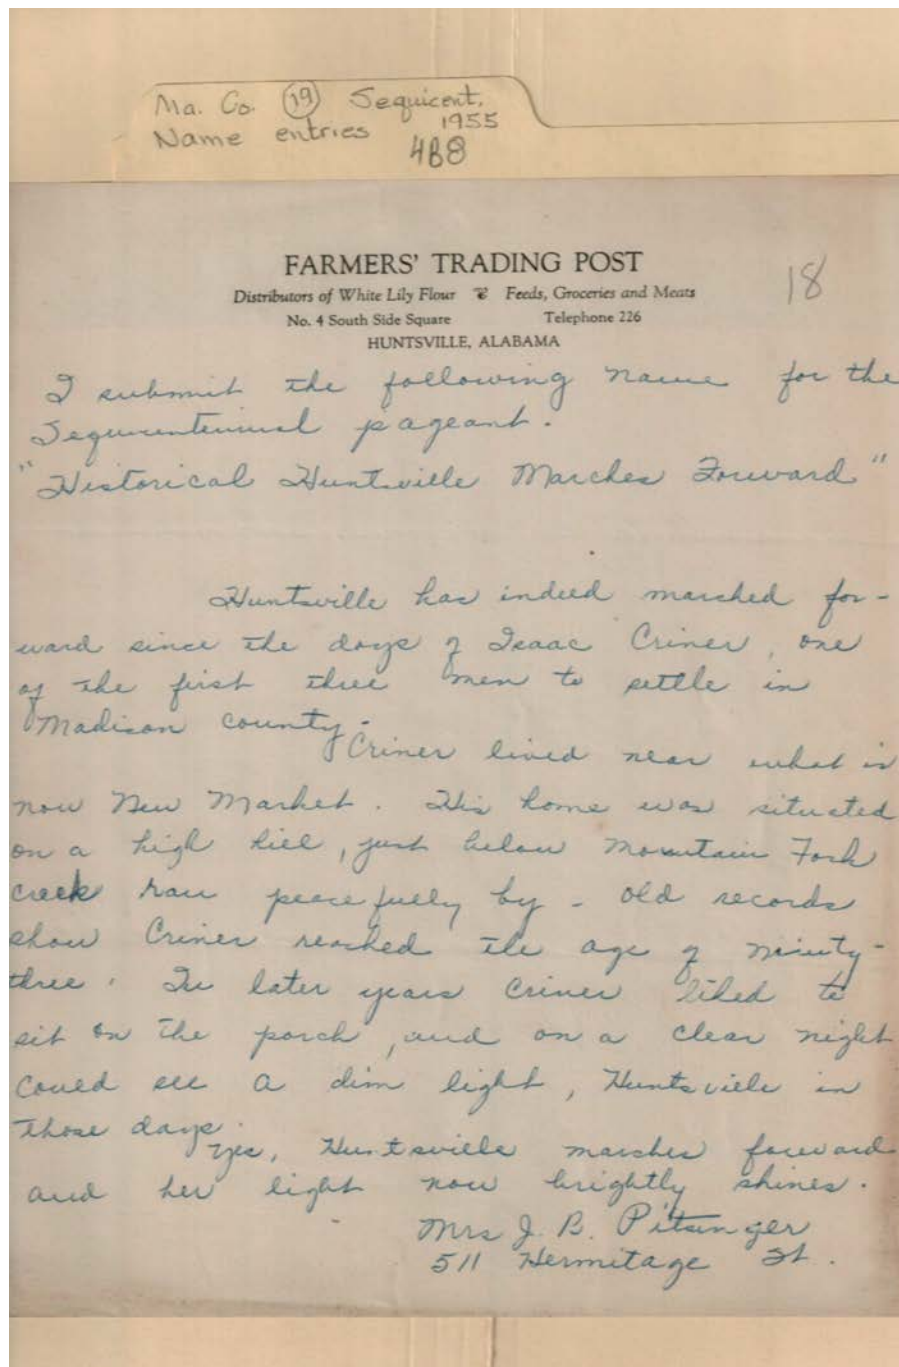 Ma. Co. 19 Sequicent.
1955
Name entries
488
FARMERS' TRADING POST
18
Distributors of White Lily Flour Feeds, Groceries and Meats
No. 4 South Side Square Telephone 226
HUNTSVILLE, ALABAMA
I submit the following name for the
Sequicentennial pageant.
"Historical Huntsville Marches Forward"
Huntsville has indeed marched for-
ward since the days of Isaac Criner, one
of the first three men to settle in
Madison county.
Criner lived near what is
now New Market. His home was situated
on a high hill, just below Mountain Fork
creek ran peacefully by - old records
show Criner reached the age of ninety-
three. In later years Criner liked to
sit on the porch, and on a clear night
could see a dim light, Huntsville in
those days.
Yes, Huntsville marches forward
and her light now brightly shines.
Mrs J. B. Pitsinger
511 Hermitage St.